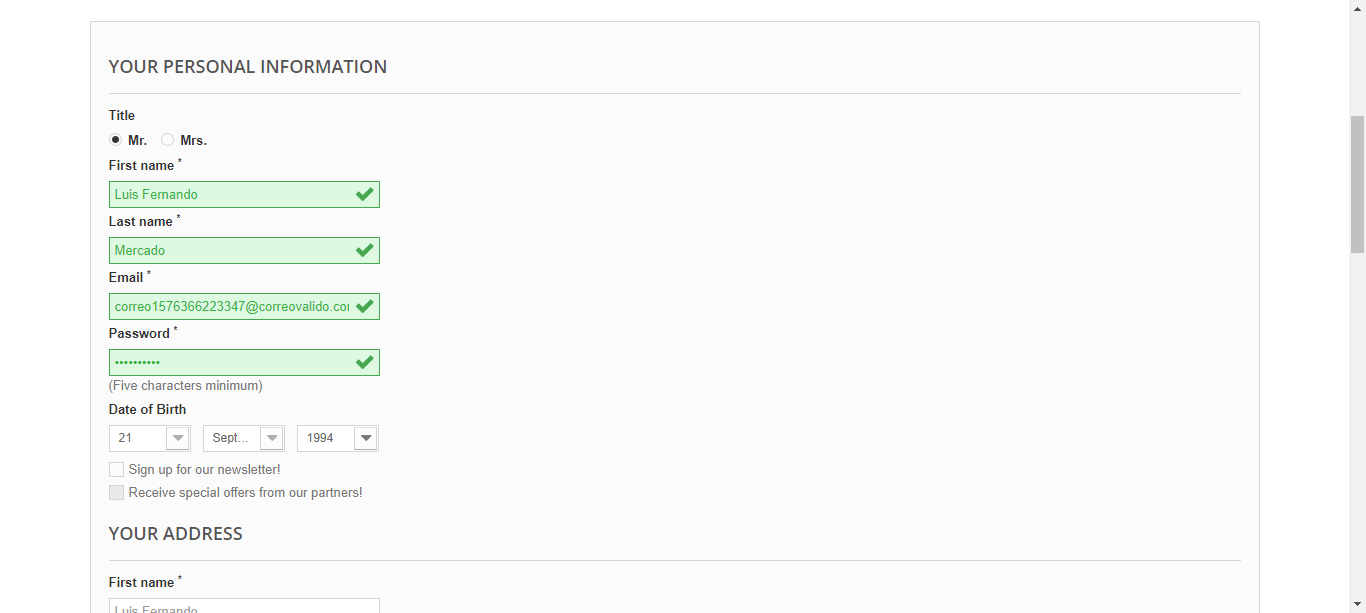 YOUR PERSONAL INFORMATION
Title
Mr. Mrs.
First name *
Luis Fernando
Last name *
Mercado
Email *
correo1576366223347@correovalido.co
Password *
••••••••••
(Five characters minimum)
Date of Birth
21 Sept... 1994
Sign up for our newsletter!
Receive special offers from our partners!
YOUR ADDRESS
First name *
Luis Fernando